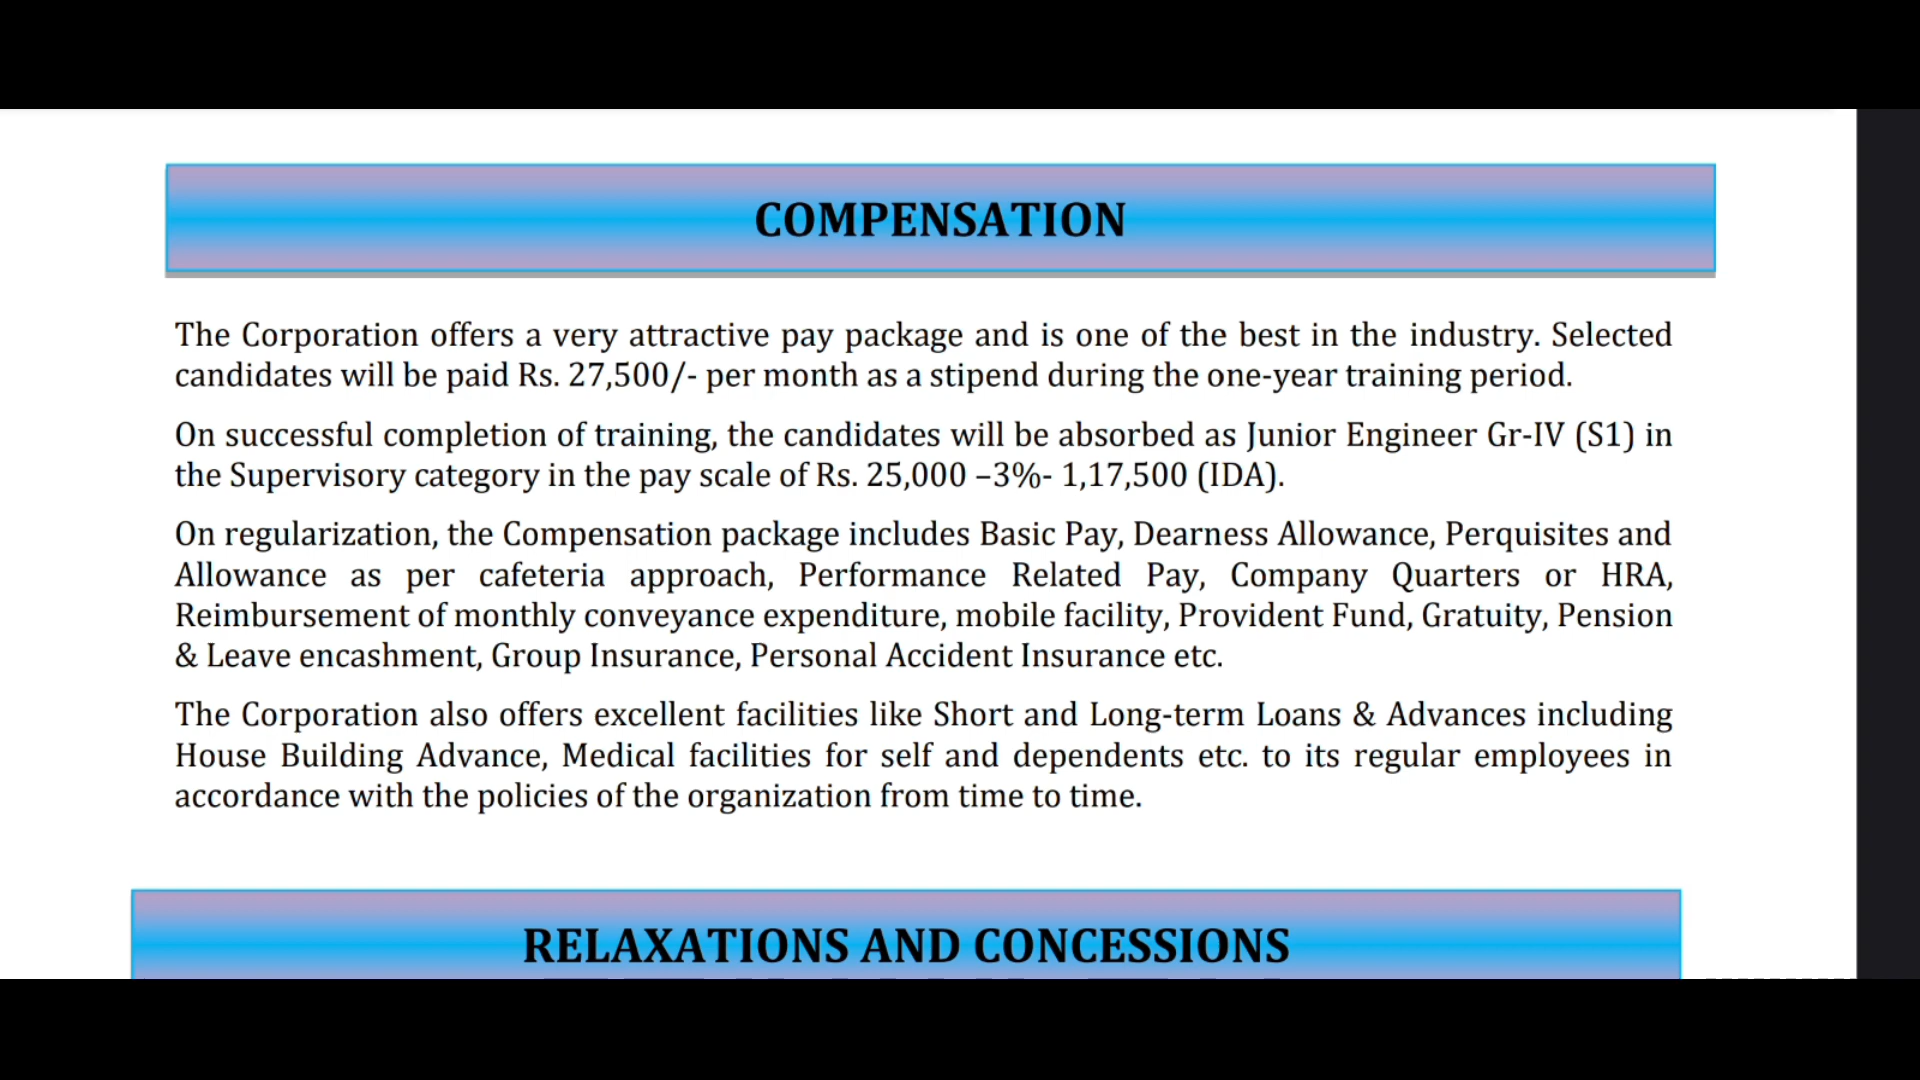 COMPENSATION
The Corporation offers a very attractive pay package and is one of the best in the industry. Selected
candidates will be paid Rs. 27,500/- per month as a stipend during the one-year training period.
On successful completion of training, the candidates will be absorbed as Junior Engineer Gr-IV (S1) in
the Supervisory category in the pay scale of Rs. 25,000 –3%- 1,17,500 (IDA).
On regularization, the Compensation package includes Basic Pay, Dearness Allowance, Perquisites and
Allowance as per cafeteria approach, Performance Related Pay, Company Quarters or HRA,
Reimbursement of monthly conveyance expenditure, mobile facility, Provident Fund, Gratuity, Pension
& Leave encashment, Group Insurance, Personal Accident Insurance etc.
The Corporation also offers excellent facilities like Short and Long-term Loans & Advances including
House Building Advance, Medical facilities for self and dependents etc. to its regular employees in
accordance with the policies of the organization from time to time.
RELAXATIONS AND CONCESSIONS